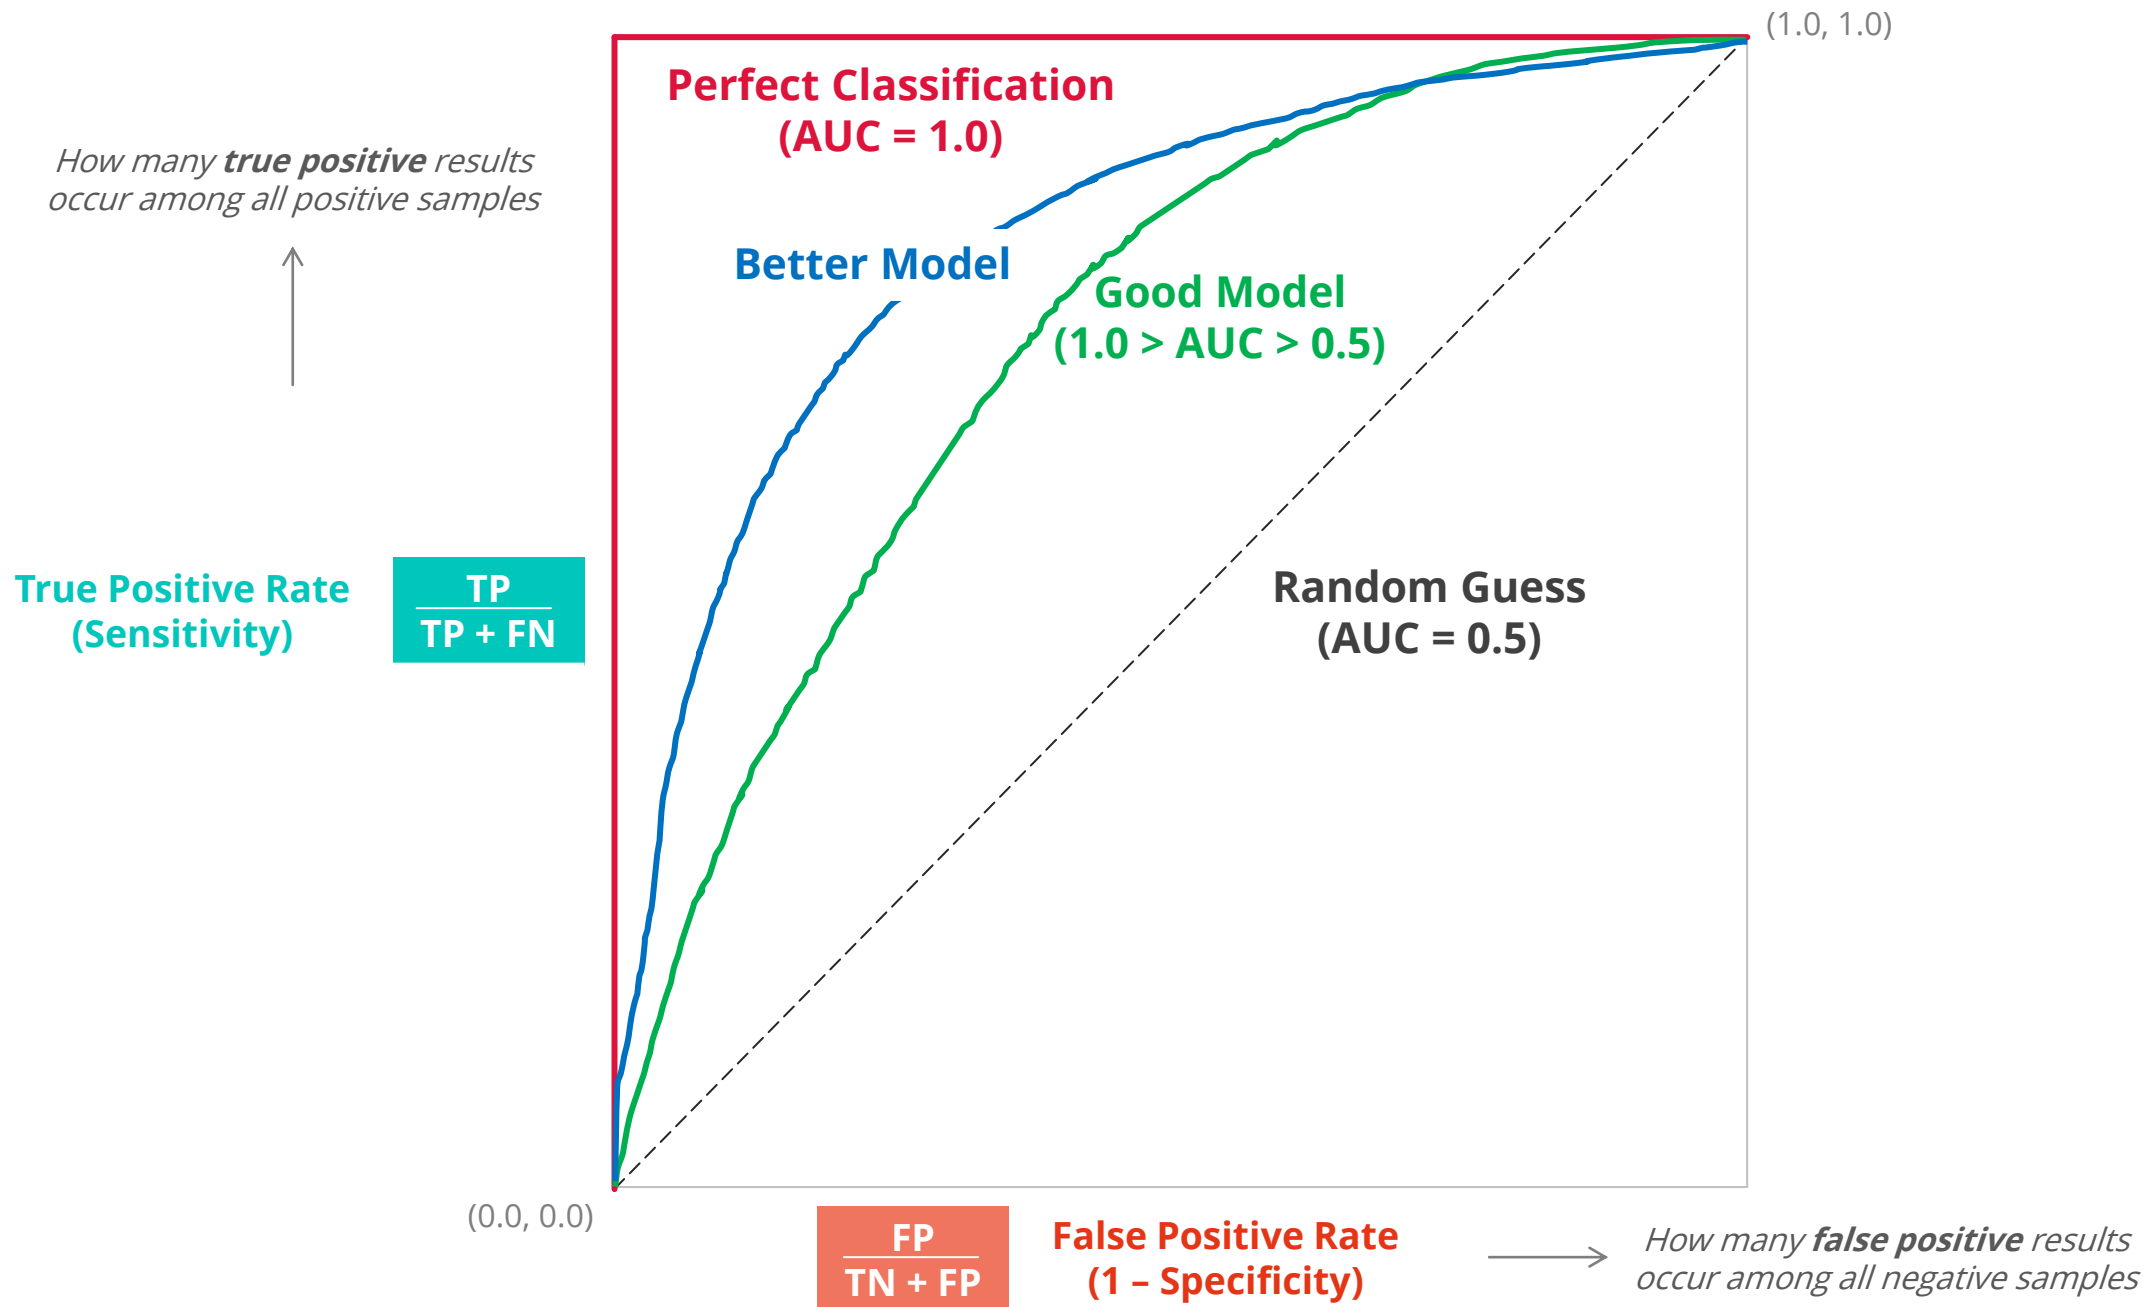 (1.0, 1.0)
Perfect Classification
(AUC = 1.0)
How many true positive results
occur among all positive samples
Better Model
Good Model
(1.0 > AUC > 0.5)
True Positive Rate
(Sensitivity)
TP
TP + FN
Random Guess
(AUC = 0.5)
(0.0, 0.0)
FP
TN + FP
False Positive Rate
(1 – Specificity)
How many false positive results
occur among all negative samples